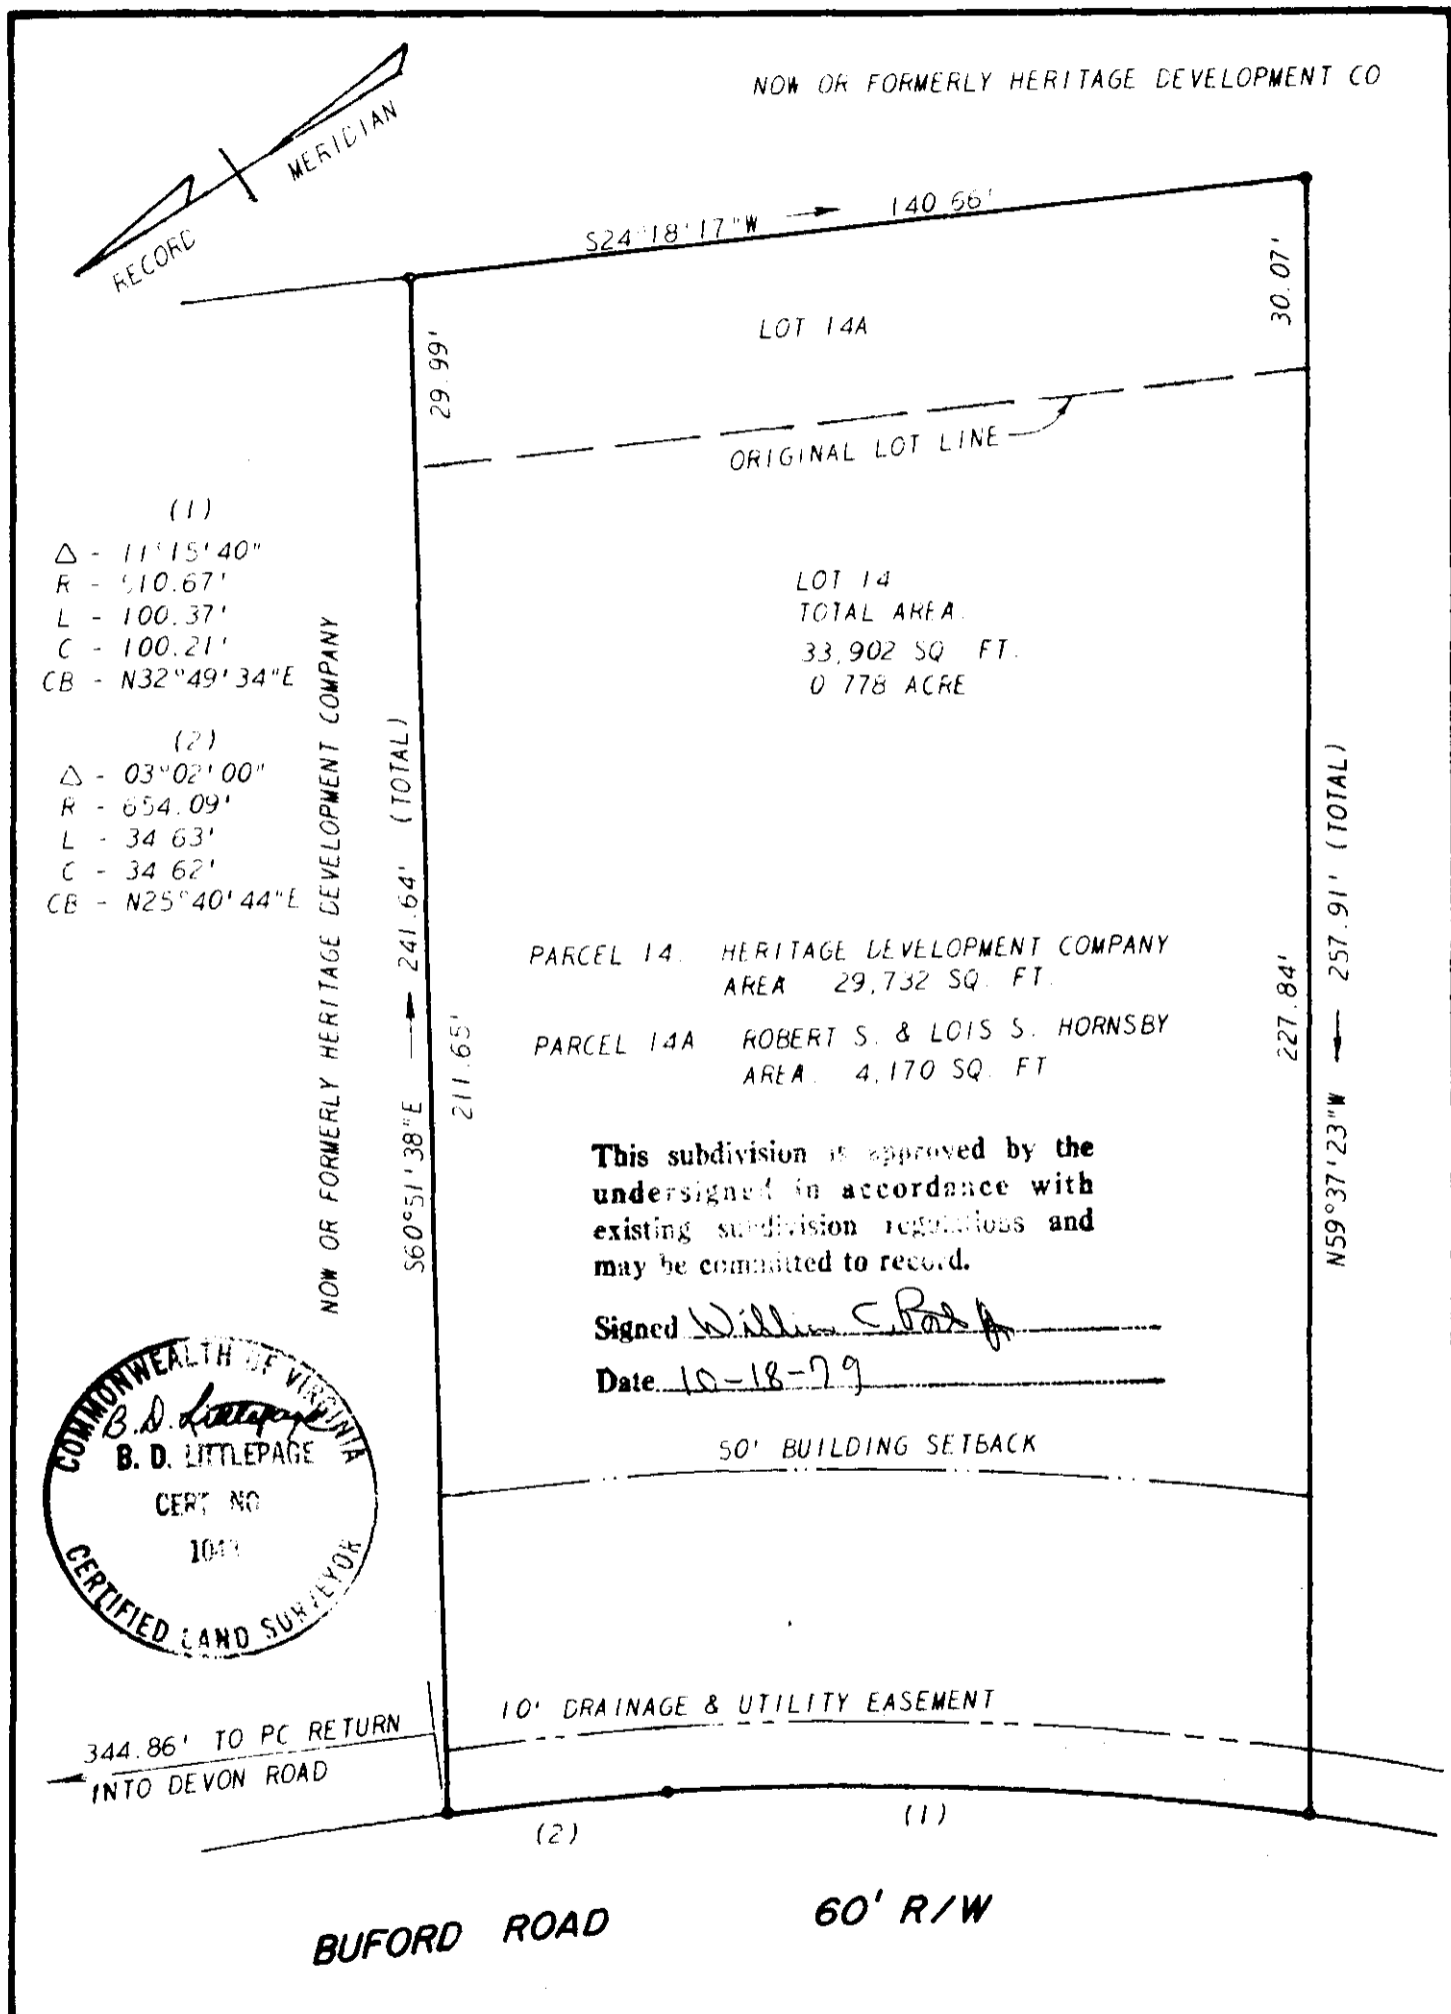 NOW OR FORMERLY HERITAGE DEVELOPMENT CO
MERIDIAN
RECORD
S24°18'17"W 140.66'
30.07'
LOT 14A
29.99'
ORIGINAL LOT LINE
(1)
Δ - 11°15'40"
R - 510.67'
L - 100.37'
C - 100.21'
CB - N32°49'34"E
(2)
Δ - 03°02'00"
R - 654.09'
L - 34.63'
C - 34.62'
CB - N25°40'44"E
NOW OR FORMERLY HERITAGE DEVELOPMENT COMPANY
S60°51'38"E 241.64' (TOTAL)
211.65'
LOT 14
TOTAL AREA.
33,902 SQ FT.
0.778 ACRE
PARCEL 14. HERITAGE DEVELOPMENT COMPANY
AREA 29,732 SQ. FT.
PARCEL 14A ROBERT S. & LOIS S. HORNSBY
AREA. 4,170 SQ. FT
227.84'
N59°37'23"W 257.91' (TOTAL)
This subdivision is approved by the
undersigned in accordance with
existing subdivision regulations and
may be committed to record.
Signed William C.
Date 10-18-79
COMMONWEALTH OF VIRGINIA
B.D. Littlepage
B. D. LITTLEPAGE
CERT NO
CERTIFIED LAND SURVEYOR
50' BUILDING SETBACK
10' DRAINAGE & UTILITY EASEMENT
344.86' TO PC RETURN
INTO DEVON ROAD
(2)
(1)
BUFORD ROAD 60' R/W